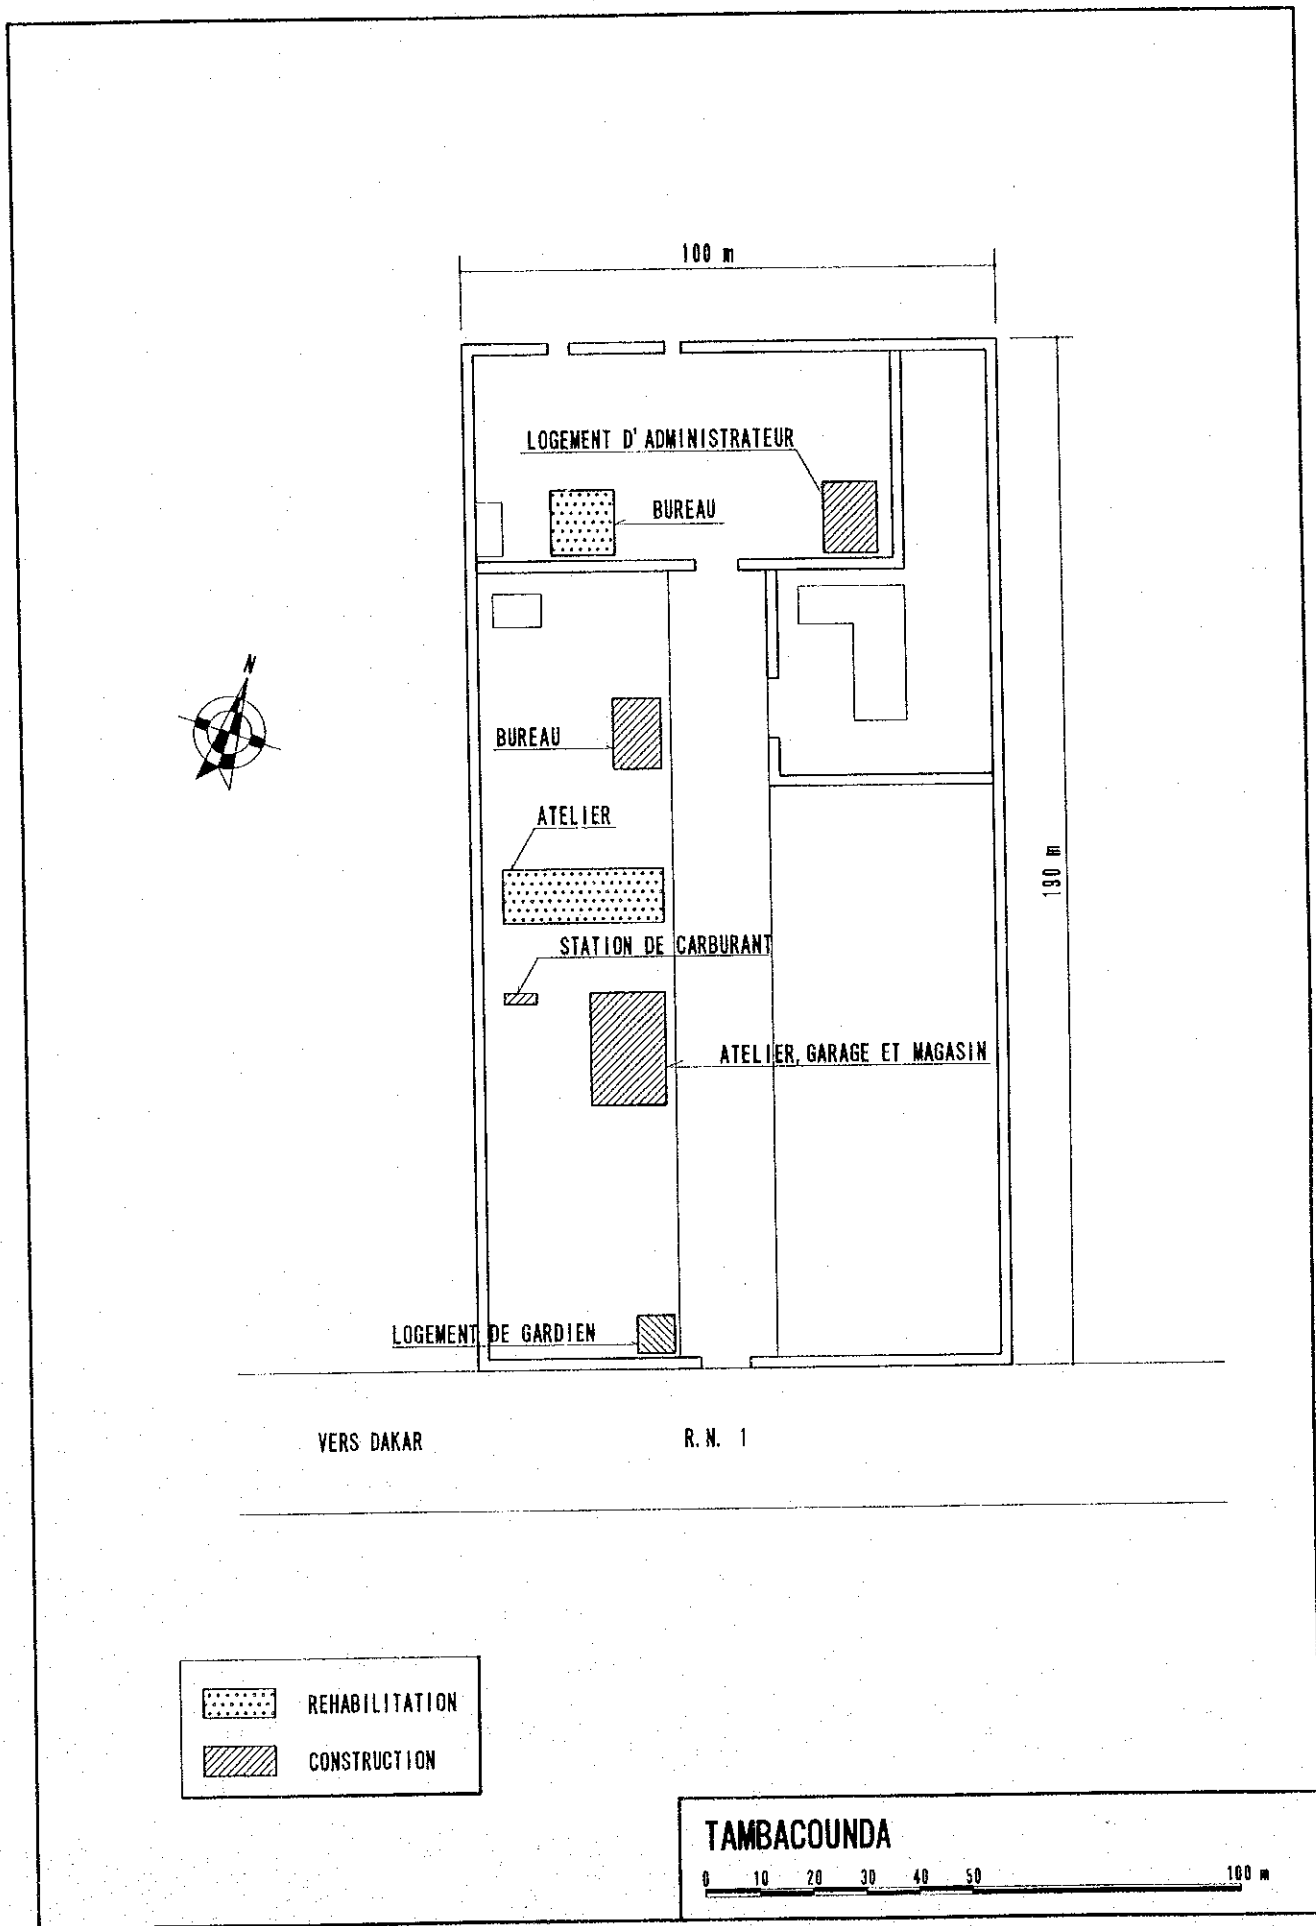 100 m
LOGEMENT D'ADMINISTRATEUR
BUREAU
N
BUREAU
ATELIER
190 m
STATION DE CARBURANT
ATELIER, GARAGE ET MAGASIN
LOGEMENT DE GARDIEN
VERS DAKAR
R. N. 1
REHABILITATION
CONSTRUCTION
TAMBACOUNDA
0 10 20 30 40 50 100 m